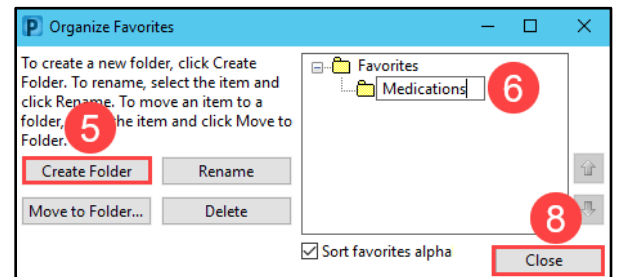 P Organize Favorites
To create a new folder, click Create
Folder. To rename, select the item and
click Rename. To move an item to a
folder, the item and click Move to
Folder.
5
Create Folder
Rename
Move to Folder...
Delete
Favorites
Medications
6
Sort favorites alpha
8
Close